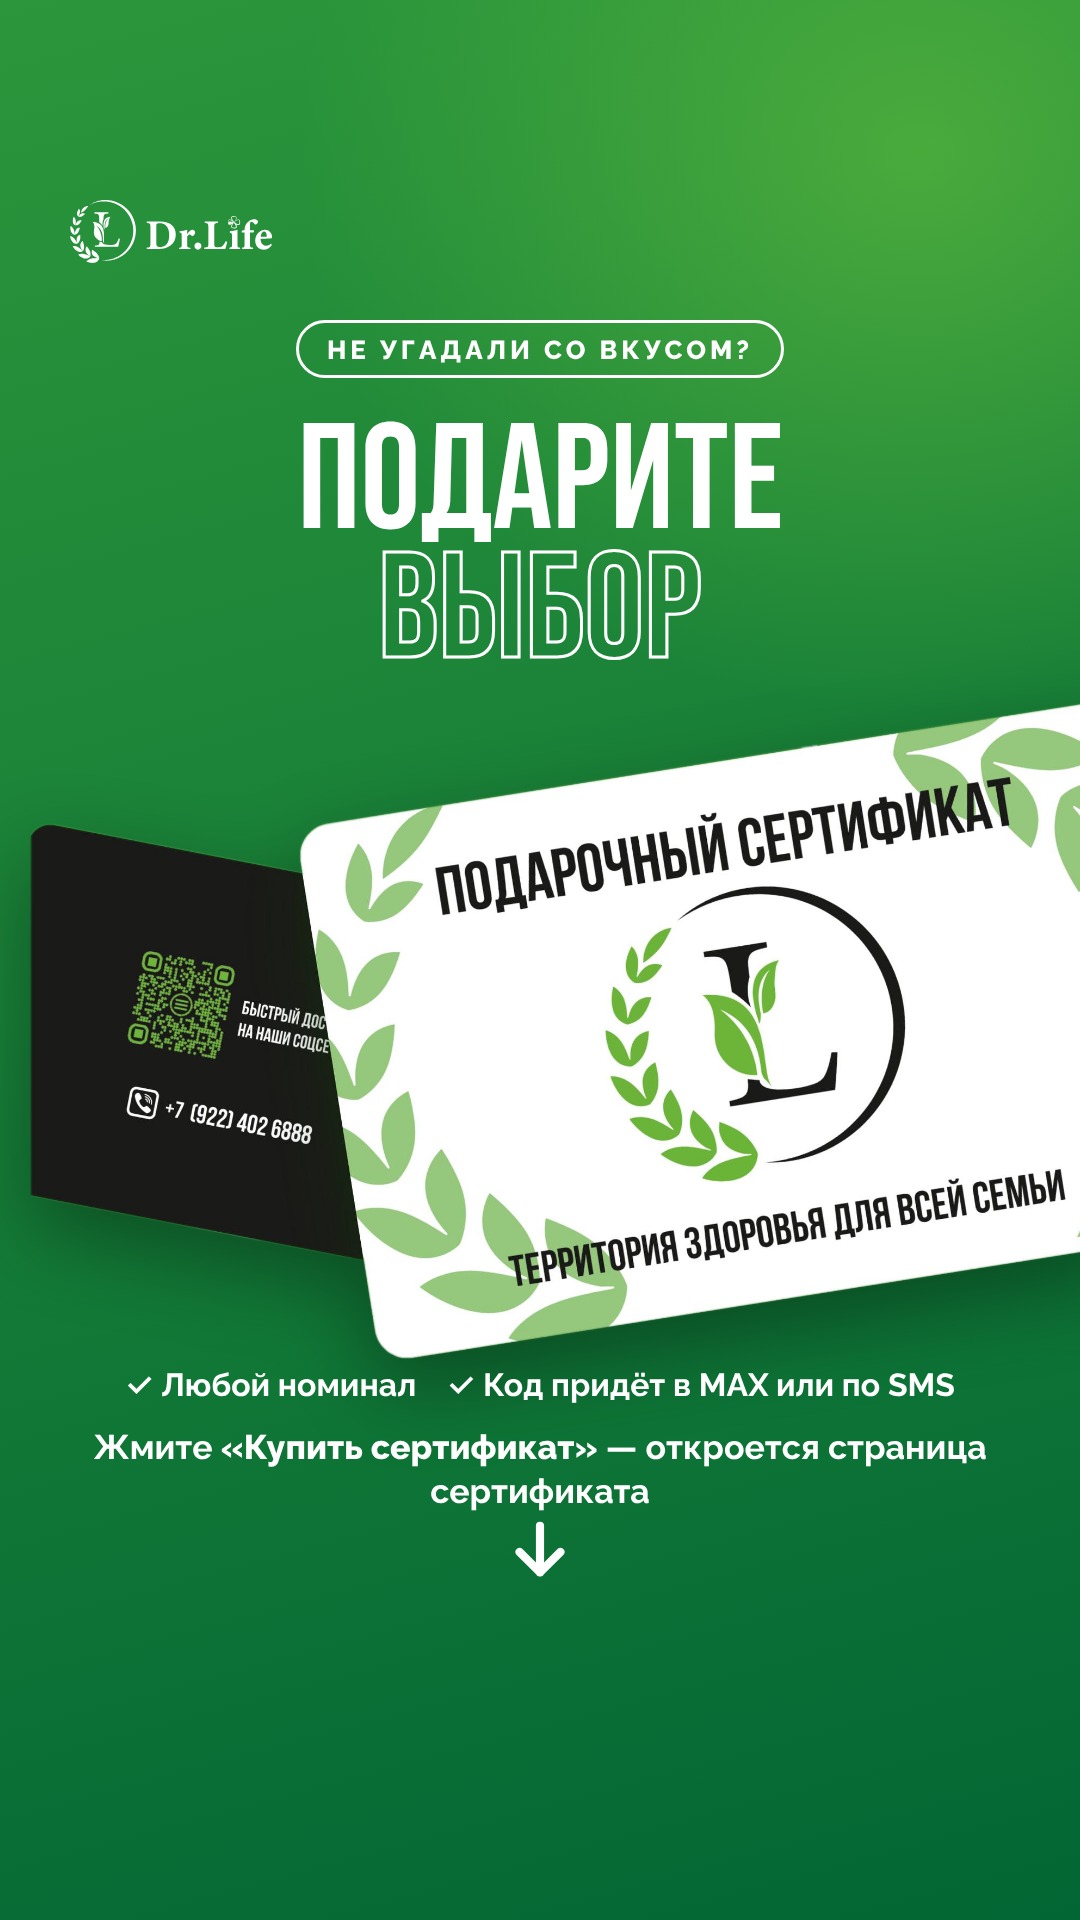 Dr.Life
НЕ УГАДАЛИ СО ВКУСОМ?
ПОДАРИТЕ
ВЫБОР
ПОДАРОЧНЫЙ СЕРТИФИКАТ
L
ТЕРРИТОРИЯ ЗДОРОВЬЯ ДЛЯ ВСЕЙ СЕМЬИ
БЫСТРЫЙ
НА НАШИ
+7 (922) 402 6888
Любой номинал Код придёт в MAX или по SMS
Жмите «Купить сертификат» — откроется страница
сертификата